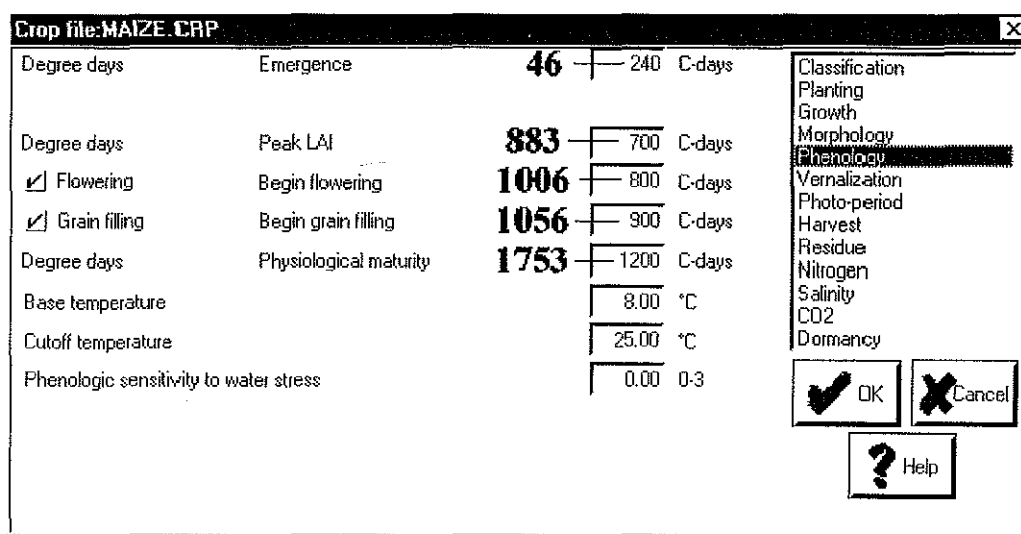 Crop file:MAIZE.CRP X
Degree days Emergence 46 240 C-days
Degree days Peak LAI 883 700 C-days
Flowering Begin flowering 1006 800 C-days
Grain filling Begin grain filling 1056 900 C-days
Degree days Physiological maturity 1753 1200 C-days
Base temperature 8.00 °C
Cutoff temperature 25.00 °C
Phenologic sensitivity to water stress 0.00 0-3
Classification
Planting
Growth
Morphology
Phenology
Vernalization
Photo-period
Harvest
Residue
Nitrogen
Salinity
CO2
Dormancy
OK
Cancel
? Help